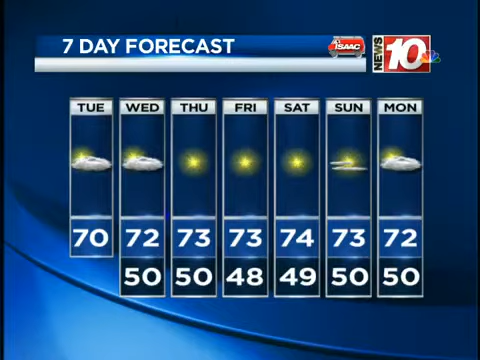 7 DAY FORECAST
ISAAC
NEWS 10
TUE WED THU FRI SAT SUN MON
70 72 73 73 74 73 72
50 50 48 49 50 50